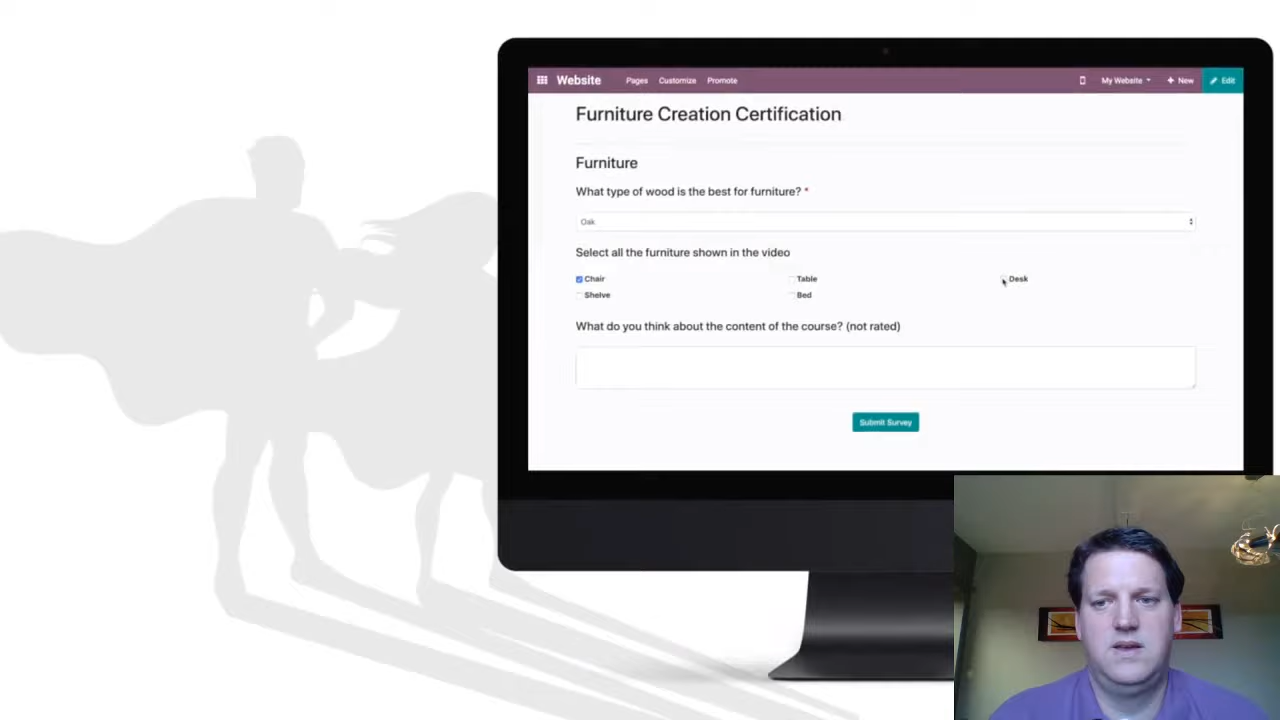 Website Pages Customize Promote My Website + New Edit
Furniture Creation Certification
Furniture
What type of wood is the best for furniture? *
Oak
Select all the furniture shown in the video
Chair Table Desk
Shelve Bed
What do you think about the content of the course? (not rated)
Submit Survey